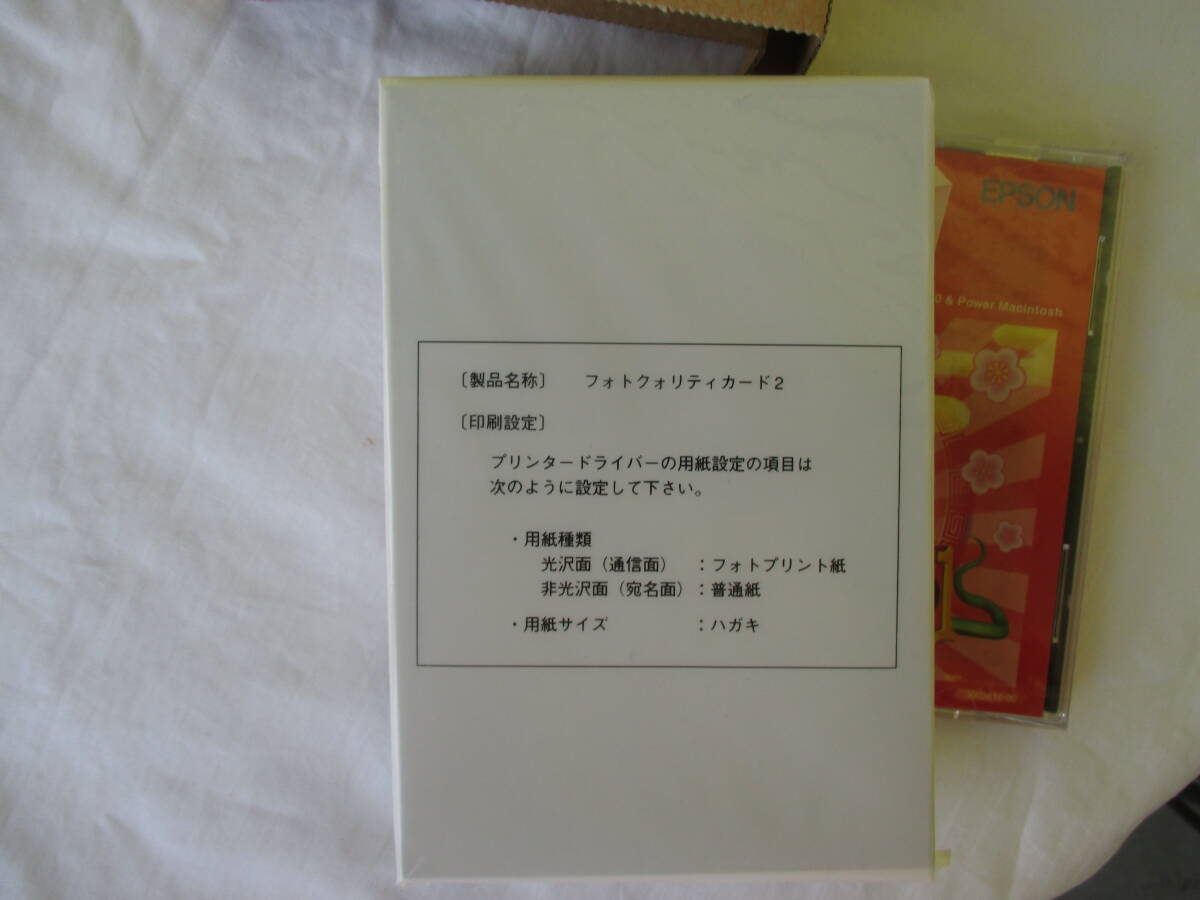 〔製品名称〕 フォトクォリティカード2
〔印刷設定〕
プリンタードライバーの用紙設定の項目は
次のように設定して下さい。
・用紙種類
光沢面（通信面） ：フォトプリント紙
非光沢面（宛名面）：普通紙
・用紙サイズ ：ハガキ
EPSON
0 & Power Macintosh